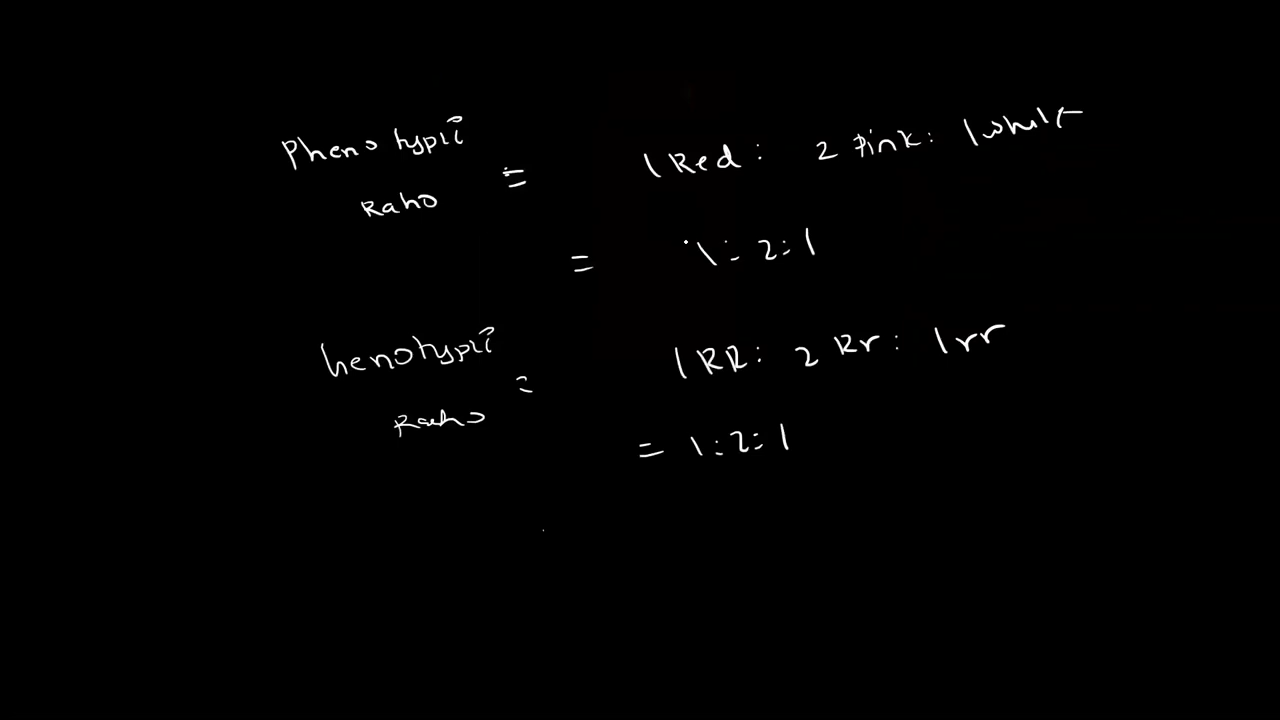 Phenotypic
Ratio = 1 Red : 2 Pink : 1 white
= 1 : 2 : 1
Genotypic
Ratio = 1 RR : 2 Rr : 1 rr
= 1 : 2 : 1